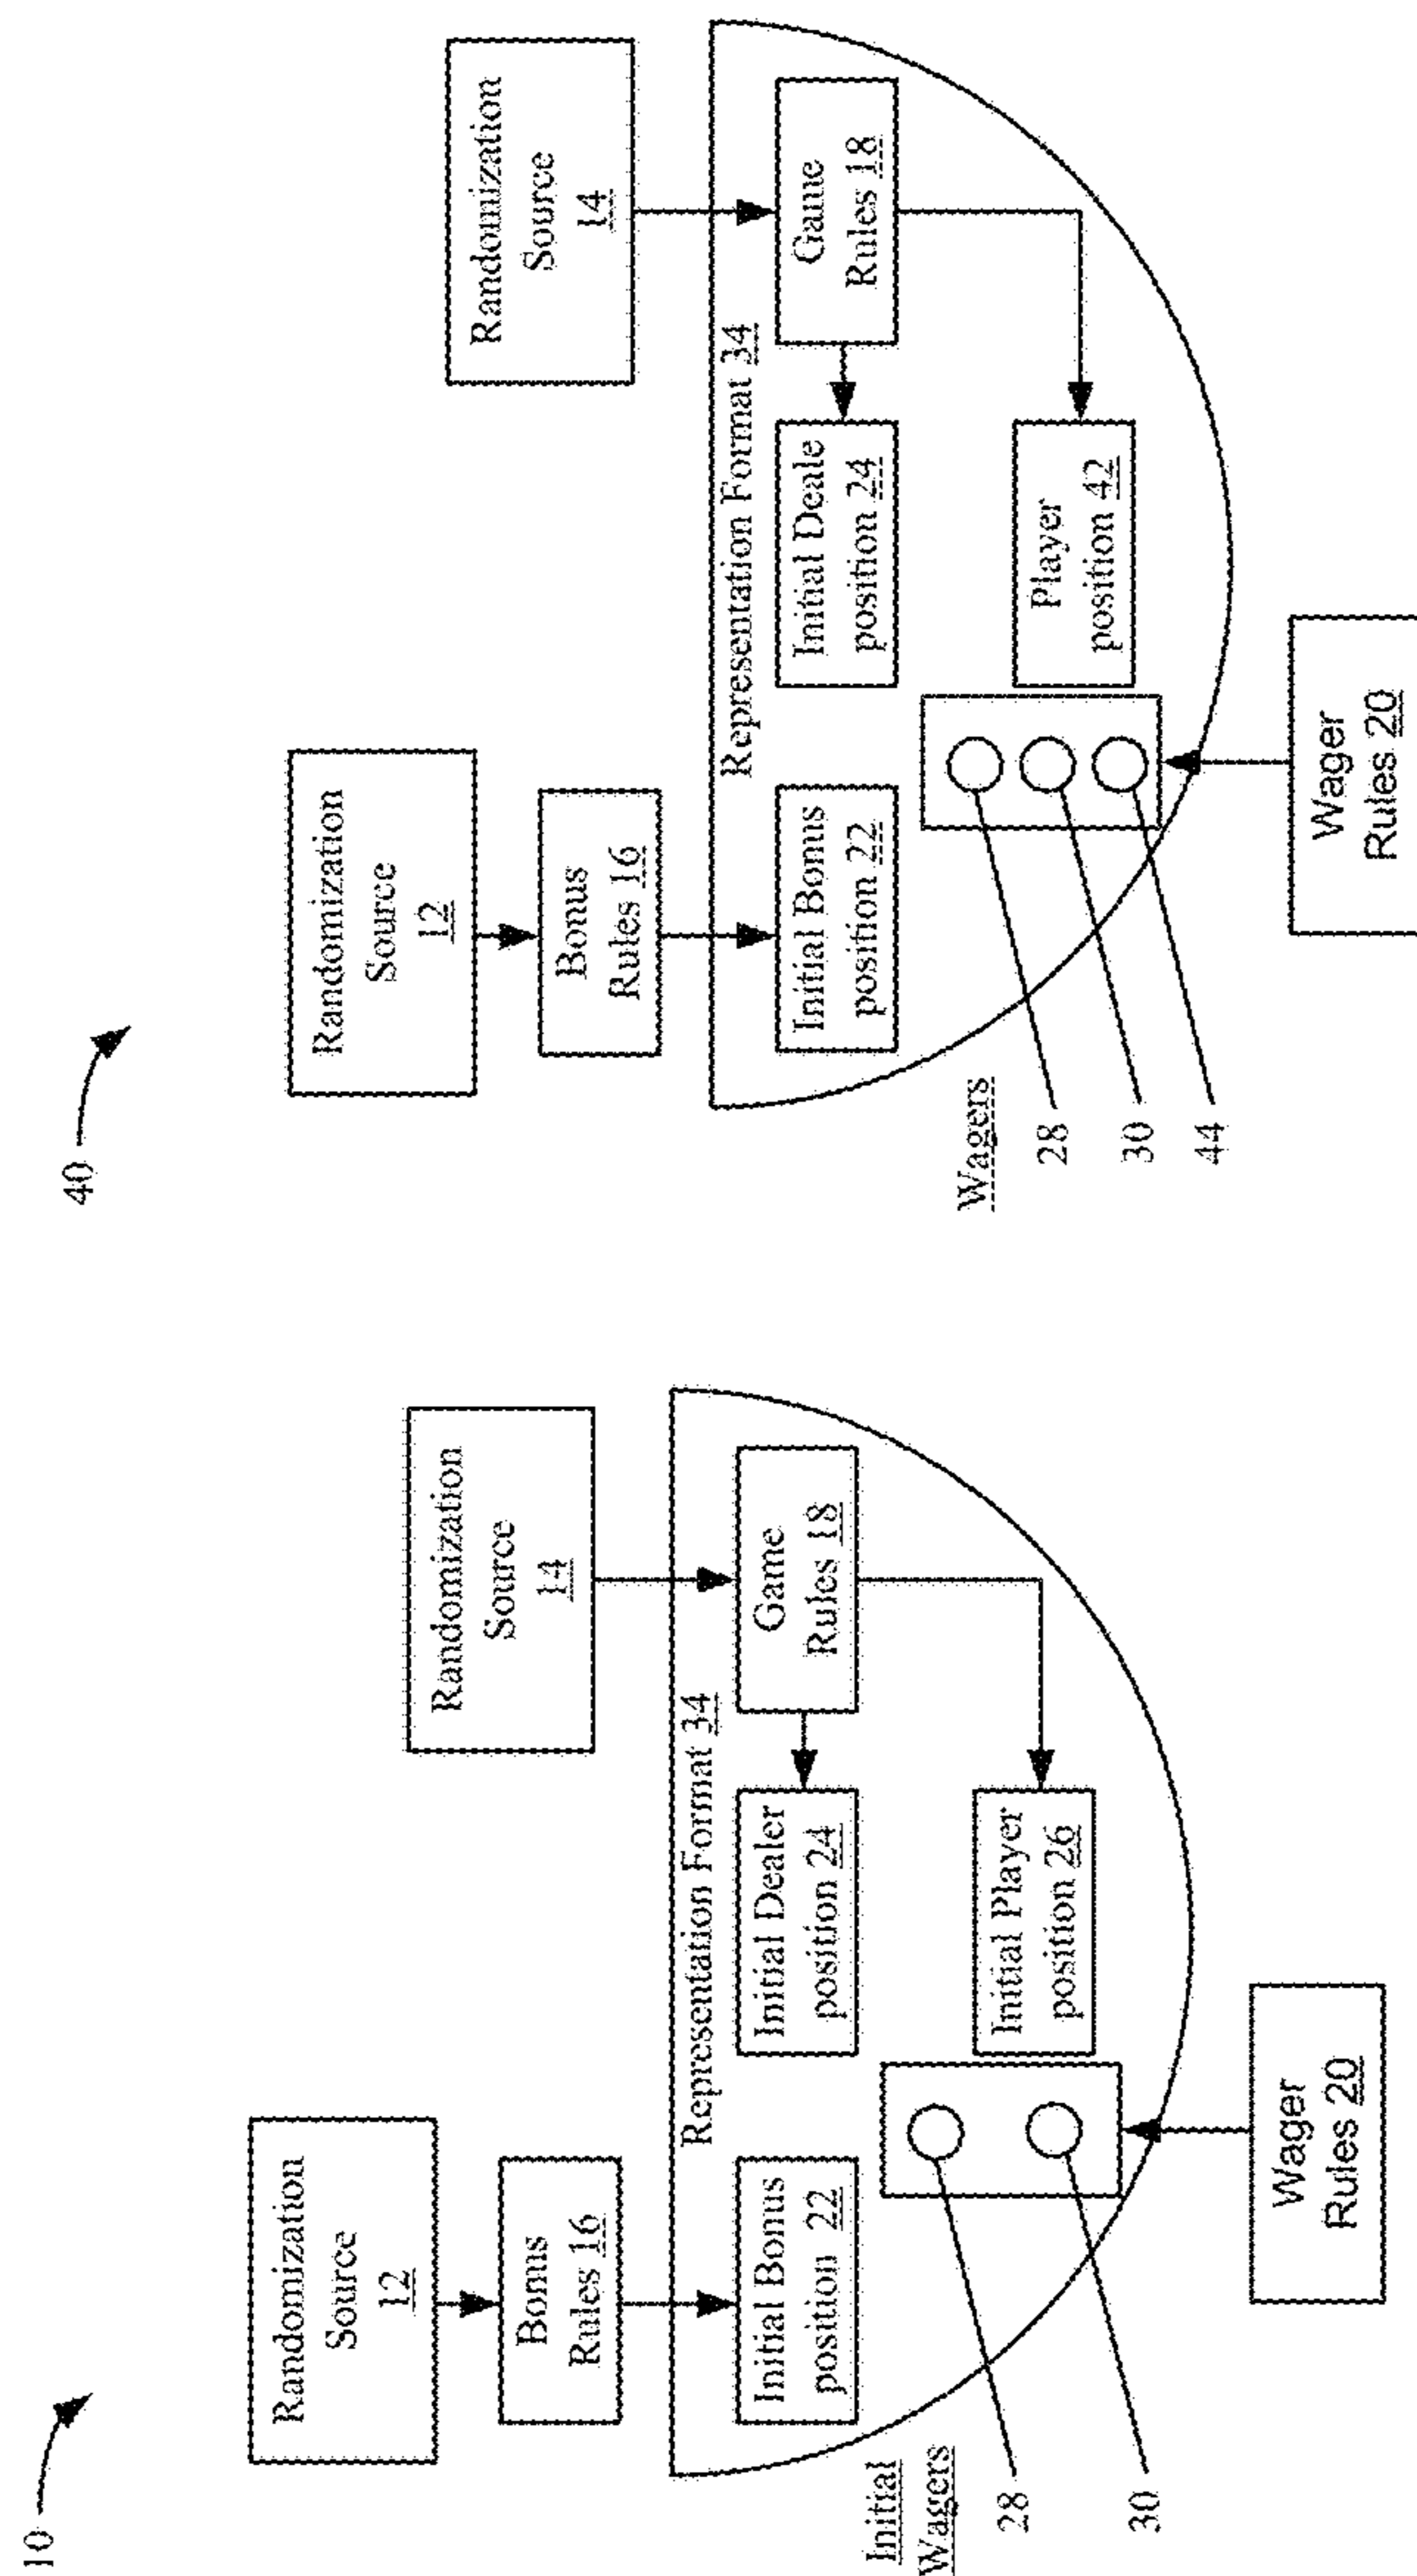 10
Randomization
Source
12
Randomization
Source
14
Bonus
Rules 16
Representation Format 34
Initial Bonus
position 22
Initial Dealer
position 24
Game
Rules 18
Initial
Wagers
28
30
Initial Player
position 26
Wager
Rules 20
40
Randomization
Source
12
Randomization
Source
14
Bonus
Rules 16
Representation Format 34
Initial Bonus
position 22
Initial Deale
position 24
Game
Rules 18
Wagers
28
30
44
Player
position 42
Wager
Rules 20